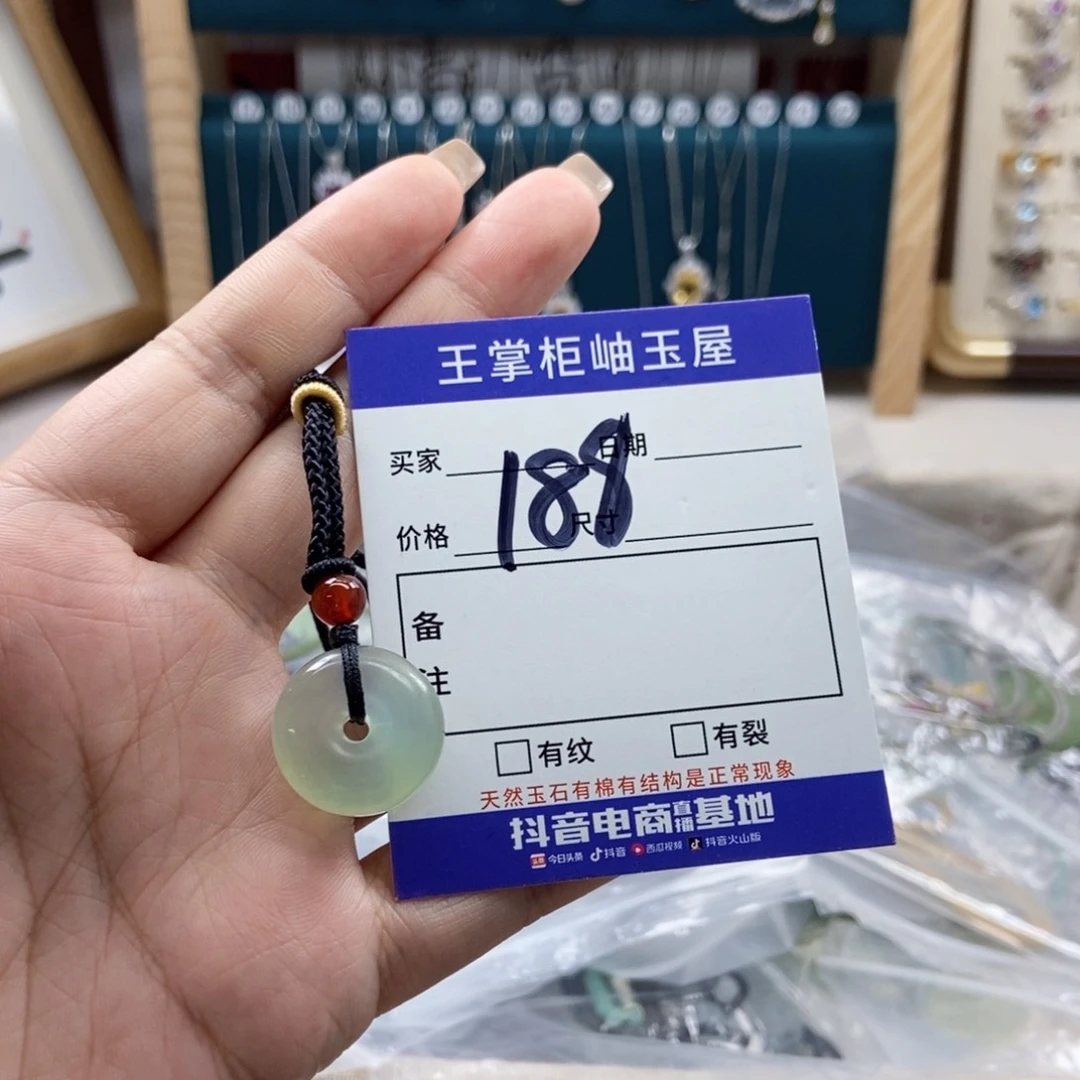 王掌柜岫玉屋
买家 日期
188
价格 尺寸
备
注
有纹 有裂
天然玉石有棉有结构是正常现象
抖音电商直播基地
头条 今日头条 抖音 西瓜视频 抖音火山版